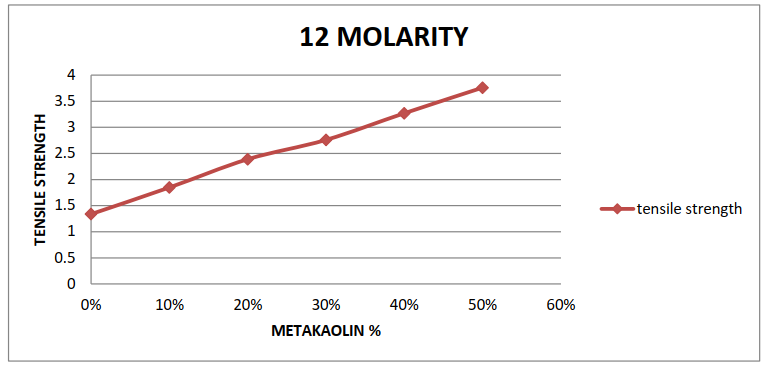 12 MOLARITY
TENSILE STRENGTH
4
3.5
3
2.5
2
1.5
1
0.5
0
0% 10% 20% 30% 40% 50% 60%
METAKAOLIN %
tensile strength